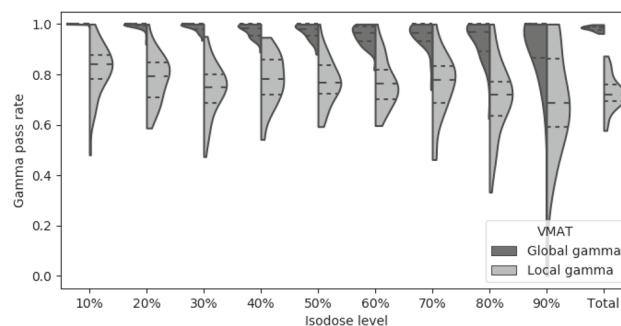 1.0
0.8
0.6
0.4
0.2
0.0
Gamma pass rate
VMAT
Global gamma
Local gamma
10% 20% 30% 40% 50% 60% 70% 80% 90% Total
Isodose level